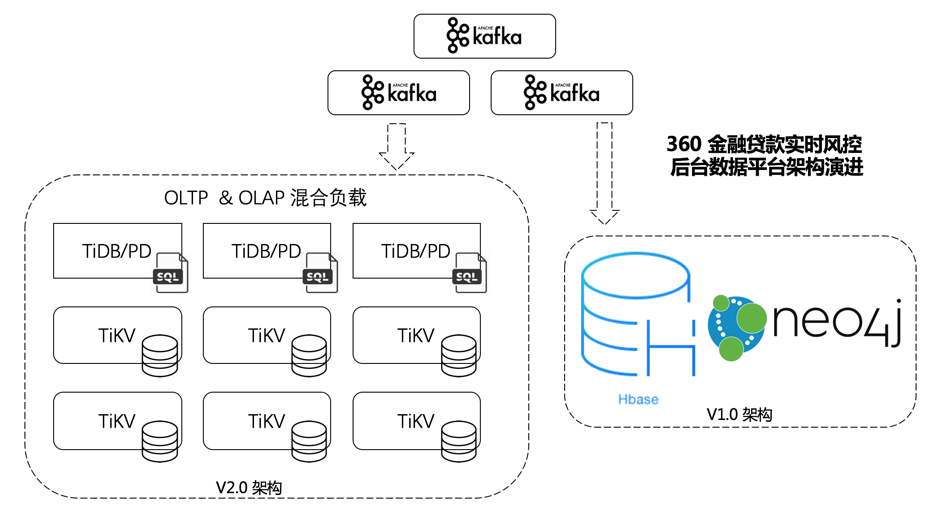 APACHE
kafka
APACHE
kafka
APACHE
kafka
360 金融贷款实时风控
后台数据平台架构演进
OLTP & OLAP 混合负载
TiDB/PD
SQL
TiDB/PD
SQL
TiDB/PD
SQL
TiKV
TiKV
TiKV
TiKV
TiKV
TiKV
V2.0 架构
H
neo4j
Hbase
V1.0 架构